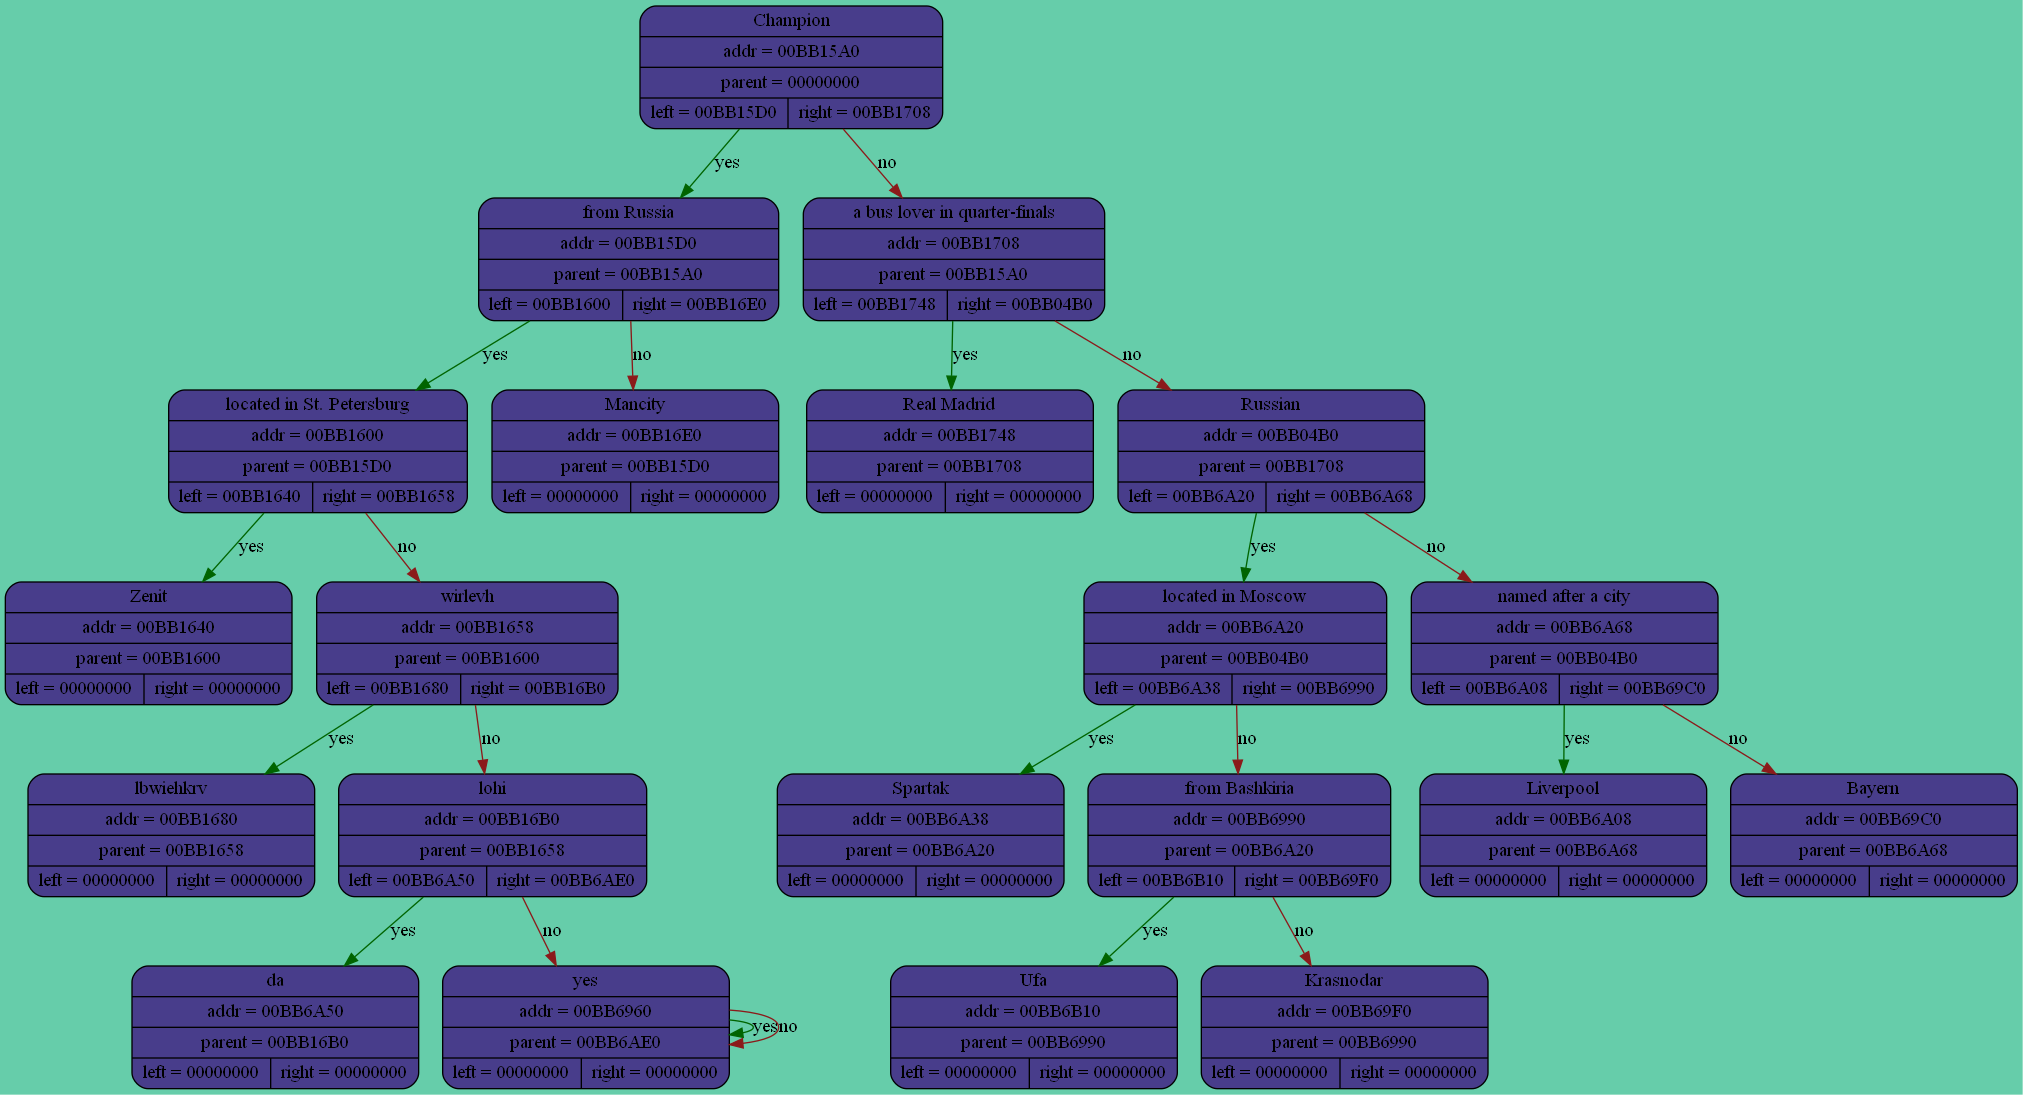 Champion
addr = 00BB15A0
parent = 00000000
left = 00BB15D0 right = 00BB1708
yes
no
from Russia
addr = 00BB15D0
parent = 00BB15A0
left = 00BB1600 right = 00BB16E0
a bus lover in quarter-finals
addr = 00BB1708
parent = 00BB15A0
left = 00BB1748 right = 00BB04B0
yes
no
yes
no
located in St. Petersburg
addr = 00BB1600
parent = 00BB15D0
left = 00BB1640 right = 00BB1658
Mancity
addr = 00BB16E0
parent = 00BB15D0
left = 00000000 right = 00000000
Real Madrid
addr = 00BB1748
parent = 00BB1708
left = 00000000 right = 00000000
Russian
addr = 00BB04B0
parent = 00BB1708
left = 00BB6A20 right = 00BB6A68
yes
no
yes
no
Zenit
addr = 00BB1640
parent = 00BB1600
left = 00000000 right = 00000000
wirlevh
addr = 00BB1658
parent = 00BB1600
left = 00BB1680 right = 00BB16B0
located in Moscow
addr = 00BB6A20
parent = 00BB04B0
left = 00BB6A38 right = 00BB6990
named after a city
addr = 00BB6A68
parent = 00BB04B0
left = 00BB6A08 right = 00BB69C0
yes
no
yes
no
yes
no
lbwiehkrv
addr = 00BB1680
parent = 00BB1658
left = 00000000 right = 00000000
lohi
addr = 00BB16B0
parent = 00BB1658
left = 00BB6A50 right = 00BB6AE0
Spartak
addr = 00BB6A38
parent = 00BB6A20
left = 00000000 right = 00000000
from Bashkiria
addr = 00BB6990
parent = 00BB6A20
left = 00BB6B10 right = 00BB69F0
Liverpool
addr = 00BB6A08
parent = 00BB6A68
left = 00000000 right = 00000000
Bayern
addr = 00BB69C0
parent = 00BB6A68
left = 00000000 right = 00000000
yes
no
yes
no
da
addr = 00BB6A50
parent = 00BB16B0
left = 00000000 right = 00000000
yes
addr = 00BB6960
parent = 00BB6AE0
left = 00000000 right = 00000000
yes
no
Ufa
addr = 00BB6B10
parent = 00BB6990
left = 00000000 right = 00000000
Krasnodar
addr = 00BB69F0
parent = 00BB6990
left = 00000000 right = 00000000